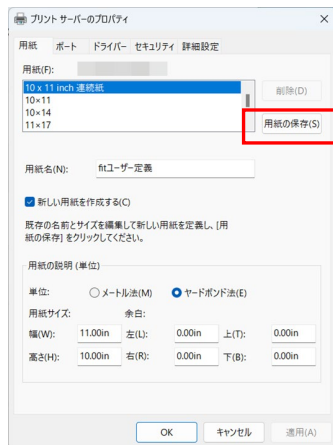 プリント サーバーのプロパティ
用紙 ポート ドライバー セキュリティ 詳細設定
用紙(F):
10 x 11 inch 連続紙
10×11
10×14
11×17
削除(D)
用紙の保存(S)
用紙名(N): fitユーザー定義
新しい用紙を作成する(C)
既存の名前とサイズを編集して新しい用紙を定義し、[用
紙の保存] をクリックしてください。
用紙の説明 (単位)
単位: メートル法(M) ヤードポンド法(E)
用紙サイズ: 余白:
幅(W): 11.00in 左(L): 0.00in 上(T): 0.00in
高さ(H): 10.00in 右(R): 0.00in 下(B): 0.00in
OK キャンセル 適用(A)